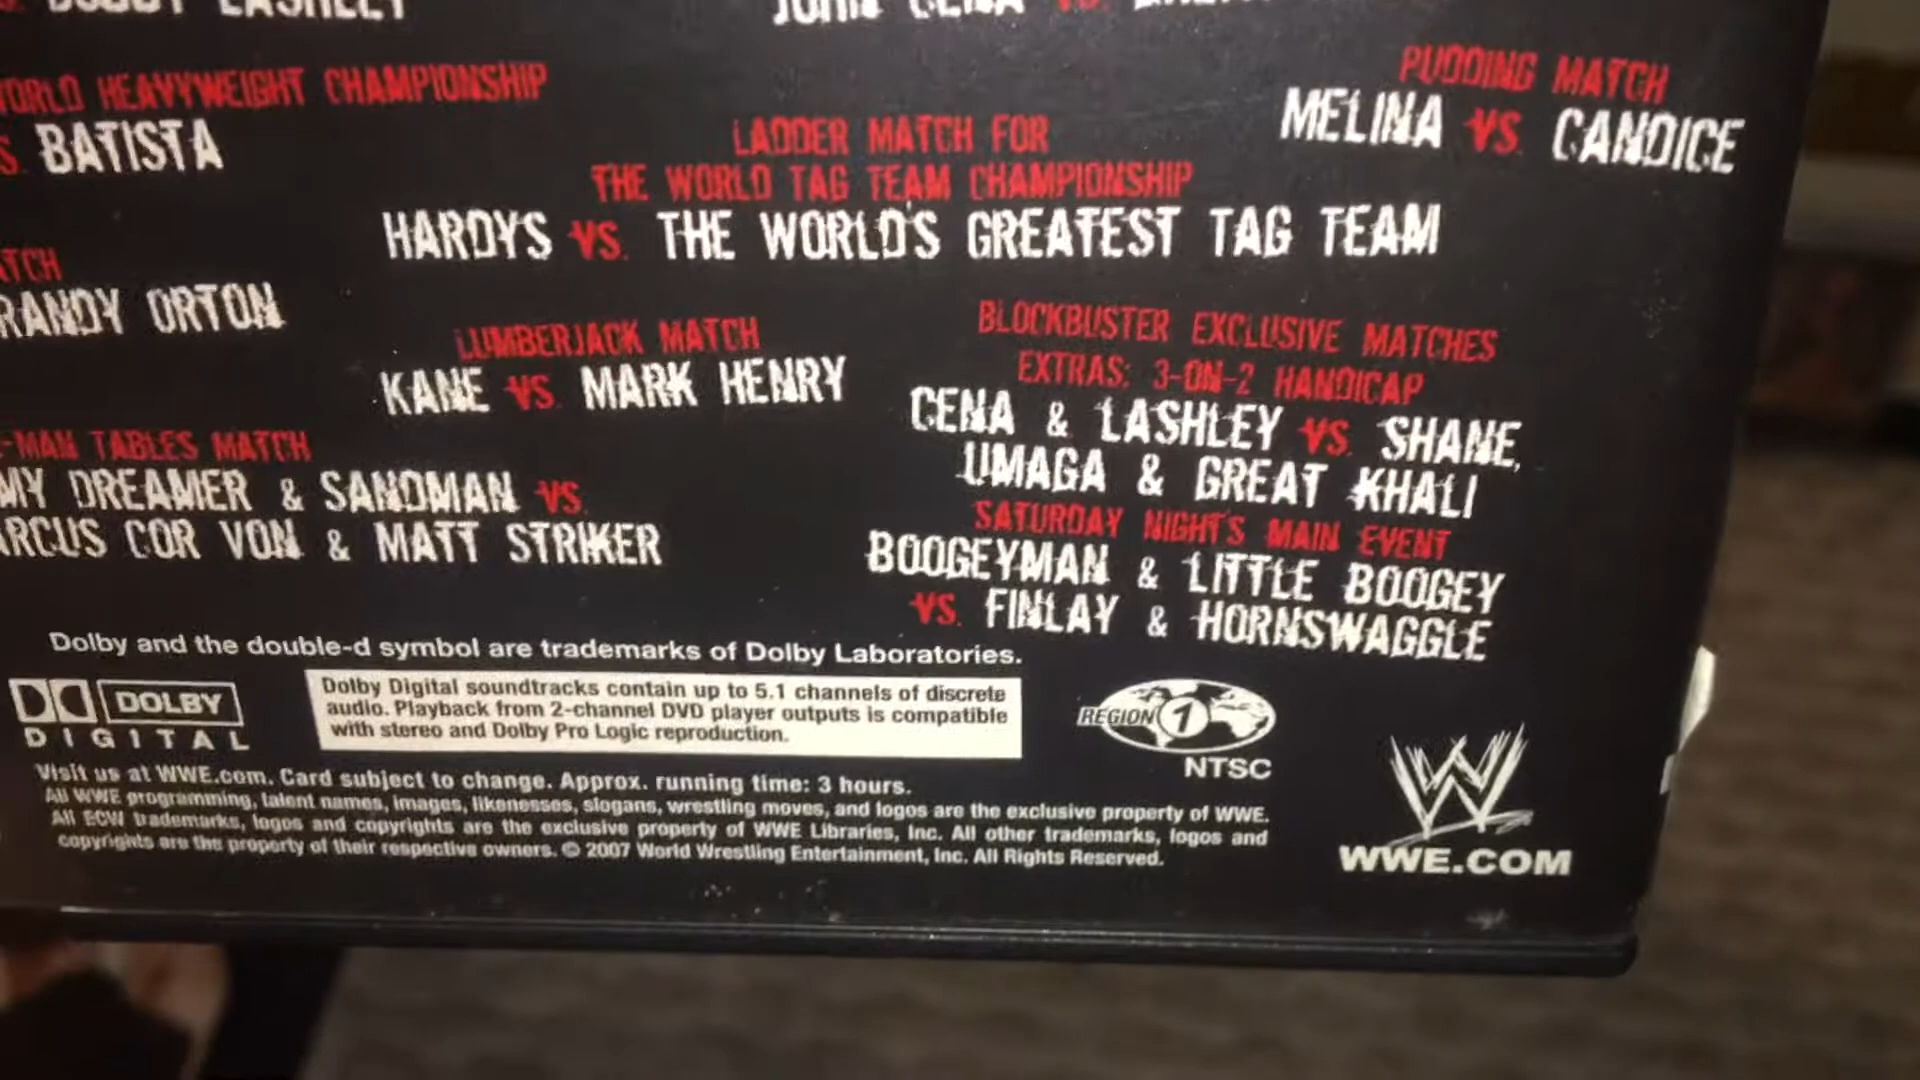 BOBBY LASHLEY
JOHN CENA VS.
WORLD HEAVYWEIGHT CHAMPIONSHIP
VS. BATISTA
PUDDING MATCH
MELINA VS. CANDICE
LADDER MATCH FOR
THE WORLD TAG TEAM CHAMPIONSHIP
HARDYS VS. THE WORLD'S GREATEST TAG TEAM
RANDY ORTON
LUMBERJACK MATCH
KANE VS. MARK HENRY
-MAN TABLES MATCH
MY DREAMER & SANDMAN VS.
ARCUS COR VON & MATT STRIKER
BLOCKBUSTER EXCLUSIVE MATCHES
EXTRAS: 3-ON-2 HANDICAP
CENA & LASHLEY VS. SHANE,
UMAGA & GREAT KHALI
SATURDAY NIGHT'S MAIN EVENT
BOOGEYMAN & LITTLE BOOGEY
VS. FINLAY & HORNSWAGGLE
Dolby and the double-d symbol are trademarks of Dolby Laboratories.
DOLBY
DIGITAL
Dolby Digital soundtracks contain up to 5.1 channels of discrete
audio. Playback from 2-channel DVD player outputs is compatible
with stereo and Dolby Pro Logic reproduction.
REGION 1
NTSC
Visit us at WWE.com. Card subject to change. Approx. running time: 3 hours.
All WWE programming, talent names, images, likenesses, slogans, wrestling moves, and logos are the exclusive property of WWE.
All ECW trademarks, logos and copyrights are the exclusive property of WWE Libraries, Inc. All other trademarks, logos and
copyrights are the property of their respective owners. © 2007 World Wrestling Entertainment, Inc. All Rights Reserved.
W
WWE.COM